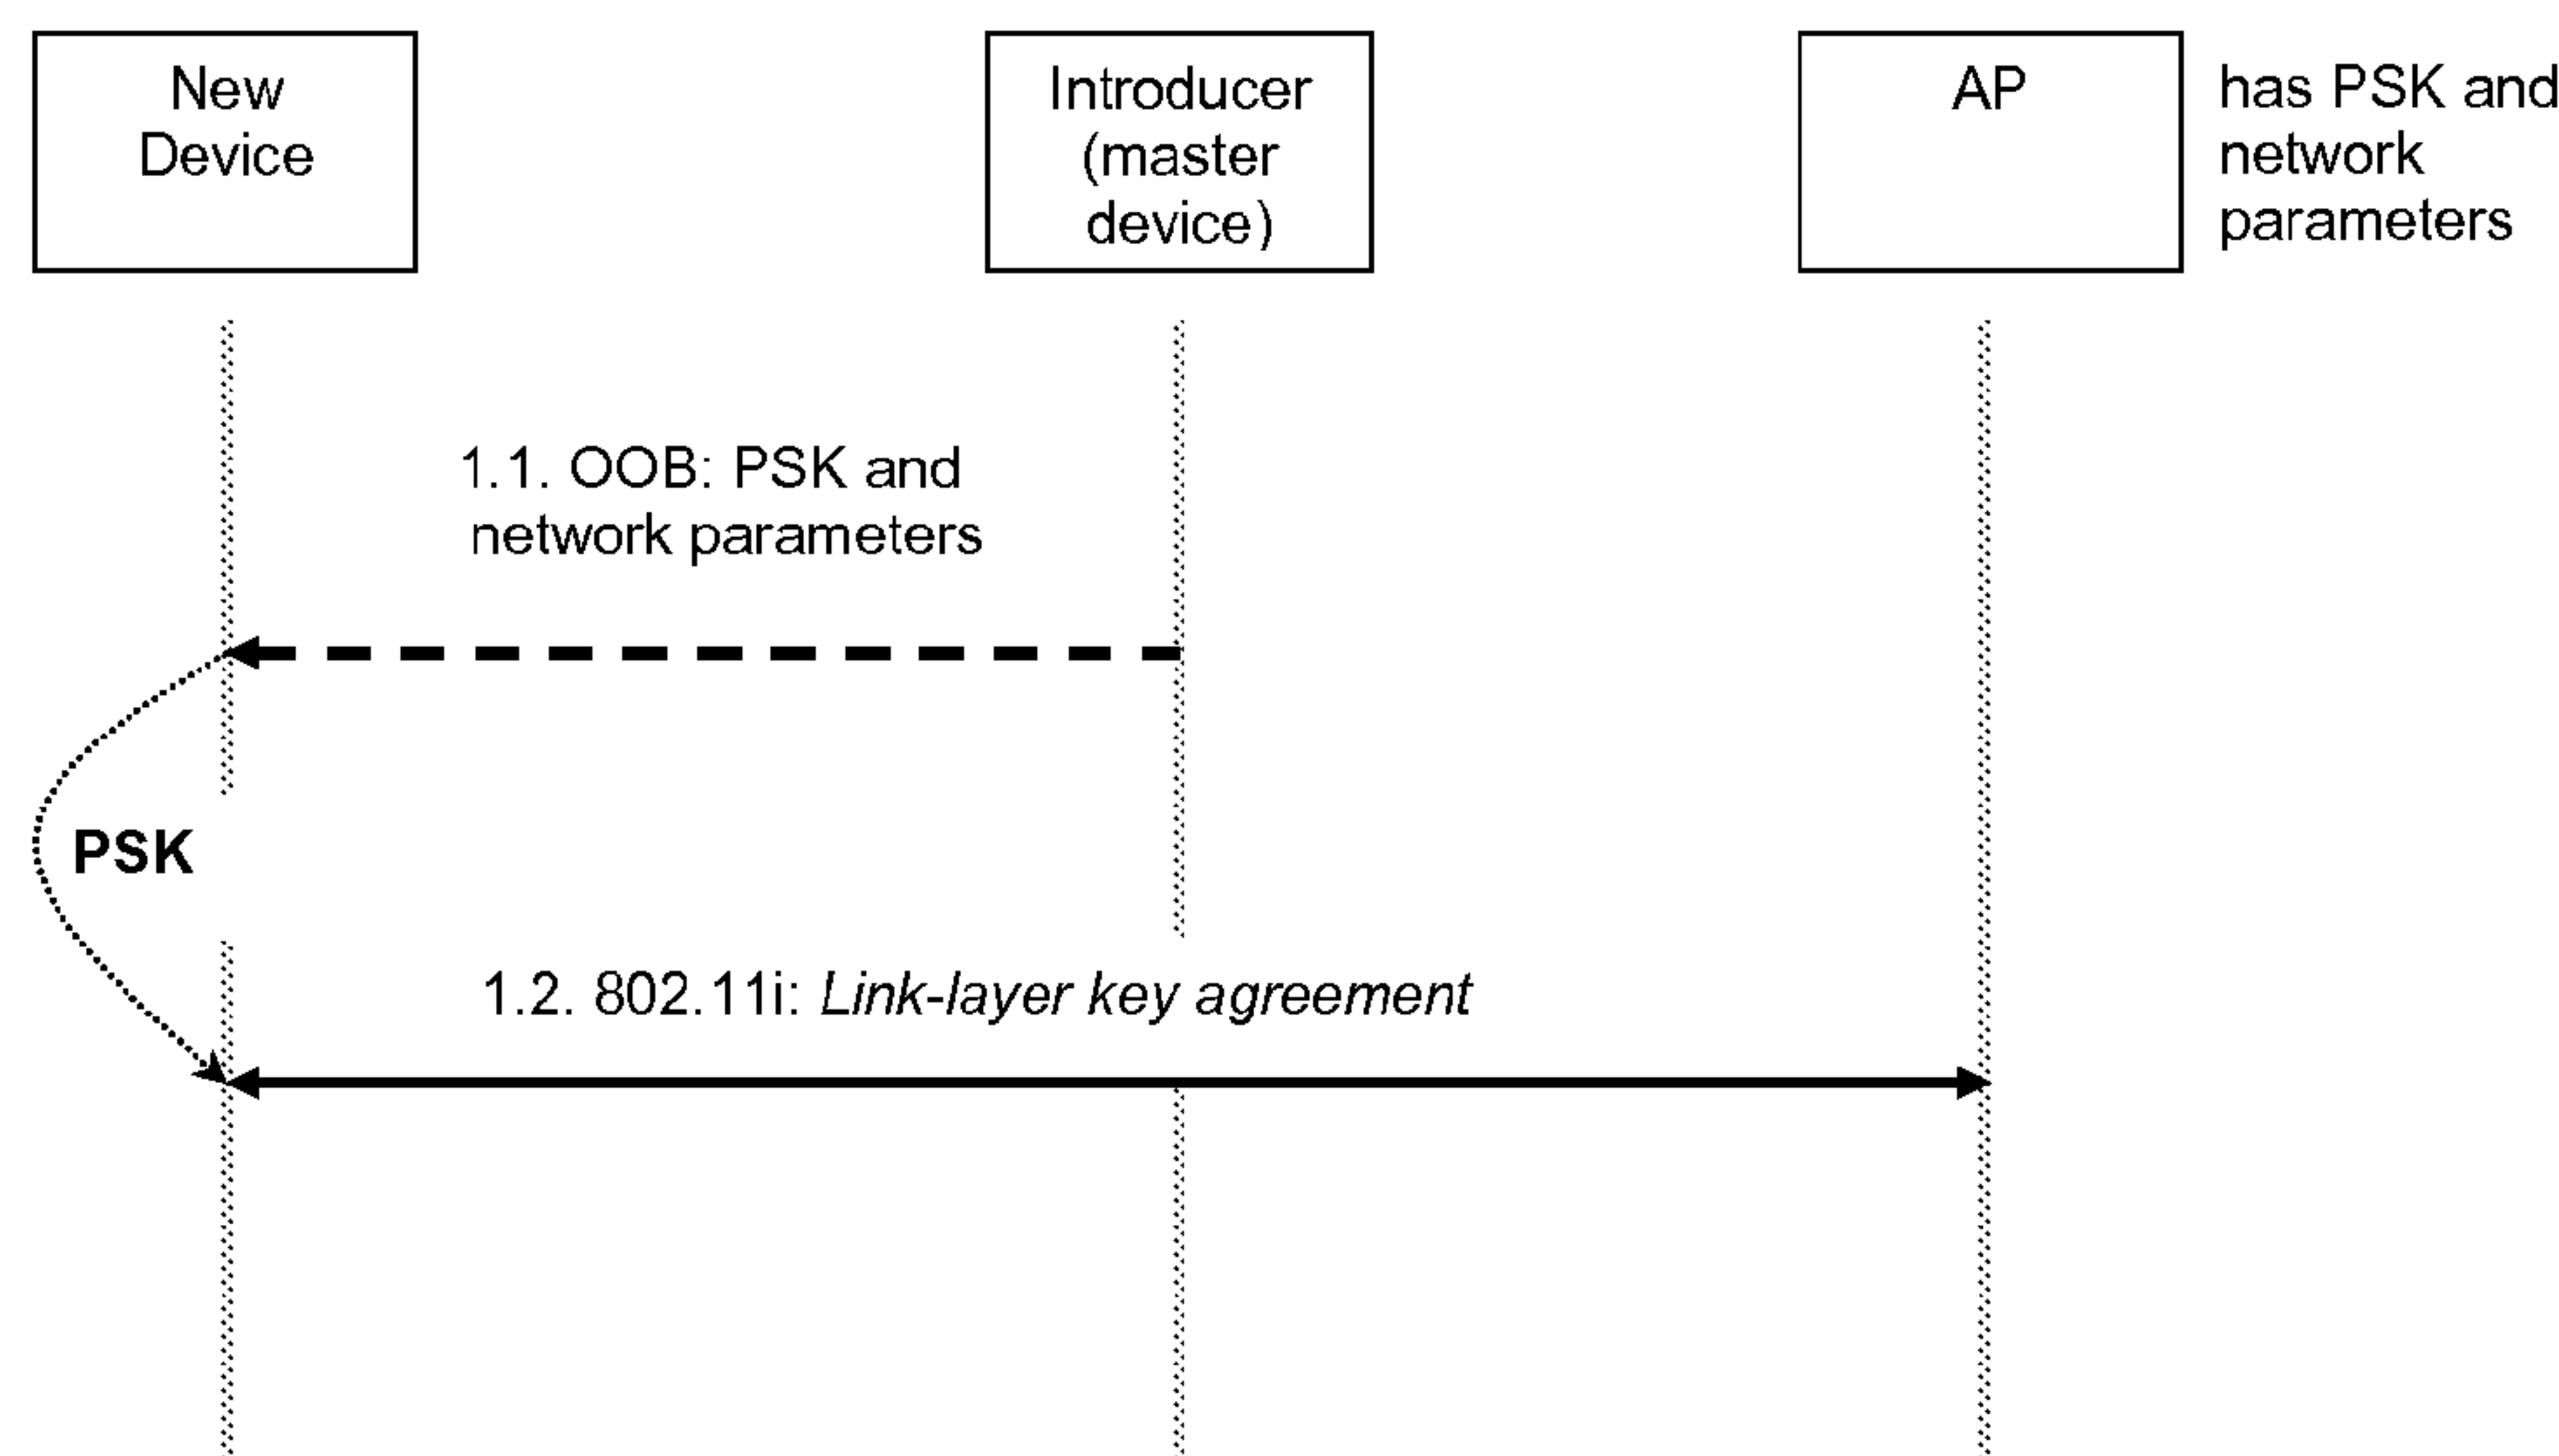 New
Device
Introducer
(master
device)
AP
has PSK and
network
parameters
1.1. OOB: PSK and
network parameters
PSK
1.2. 802.11i: Link-layer key agreement